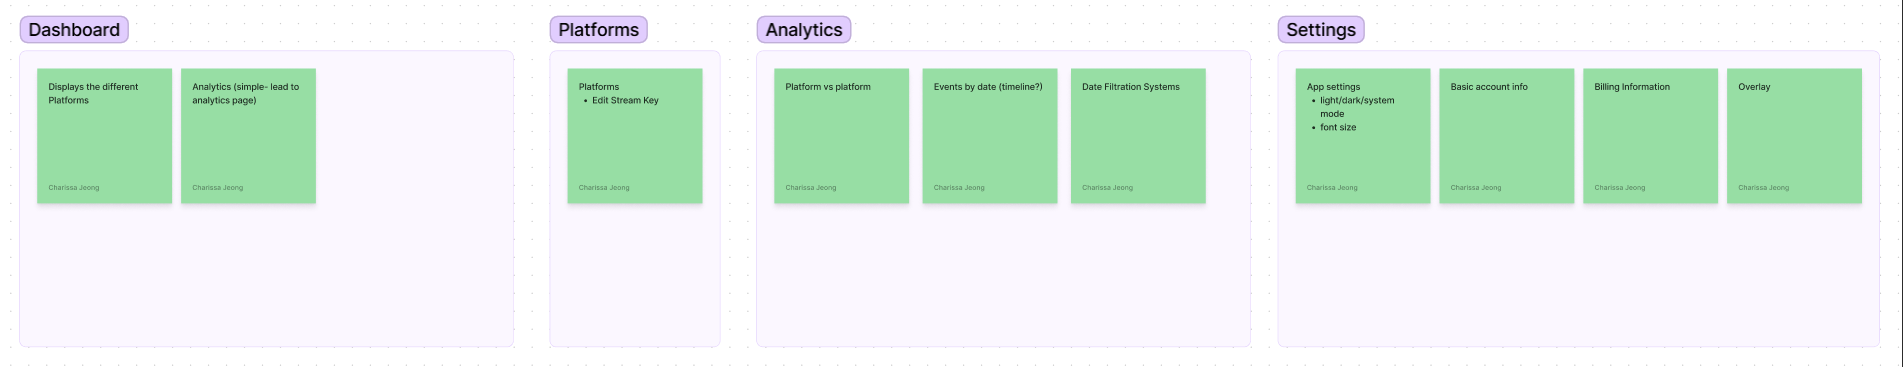 Dashboard
Displays the different
Platforms
Charissa Jeong
Analytics (simple- lead to
analytics page)
Charissa Jeong
Platforms
Platforms
• Edit Stream Key
Charissa Jeong
Analytics
Platform vs platform
Charissa Jeong
Events by date (timeline?)
Charissa Jeong
Date Filtration Systems
Charissa Jeong
Settings
App settings
• light/dark/system
mode
• font size
Charissa Jeong
Basic account info
Charissa Jeong
Billing Information
Charissa Jeong
Overlay
Charissa Jeong